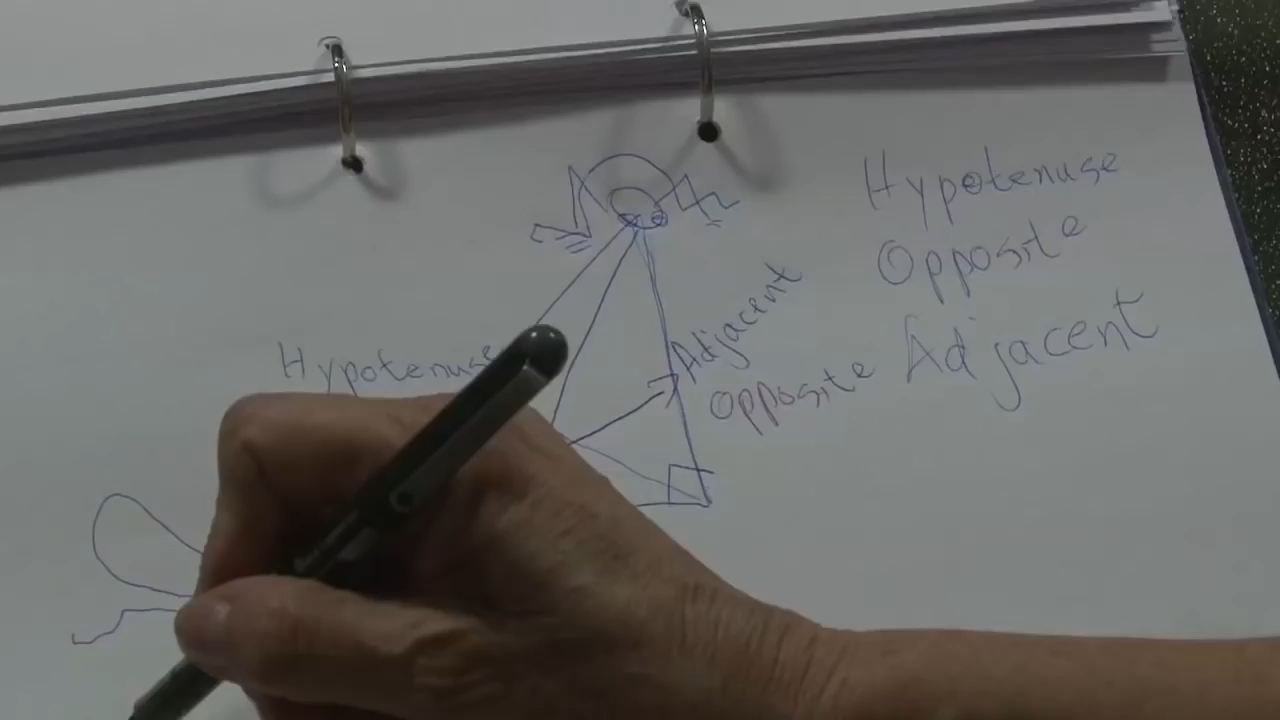 Hypotenuse
Opposite
Adjacent
Adjacent
Opposite
Hypotenuse